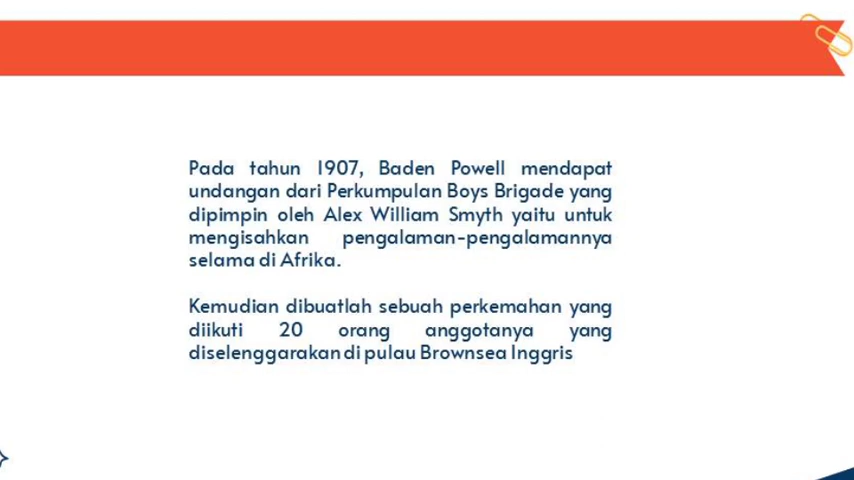 Pada tahun 1907, Baden Powell mendapat
undangan dari Perkumpulan Boys Brigade yang
dipimpin oleh Alex William Smyth yaitu untuk
mengisahkan pengalaman-pengalamannya
selama di Afrika.
Kemudian dibuatlah sebuah perkemahan yang
diikuti 20 orang anggotanya yang
diselenggarakan di pulau Brownsea Inggris